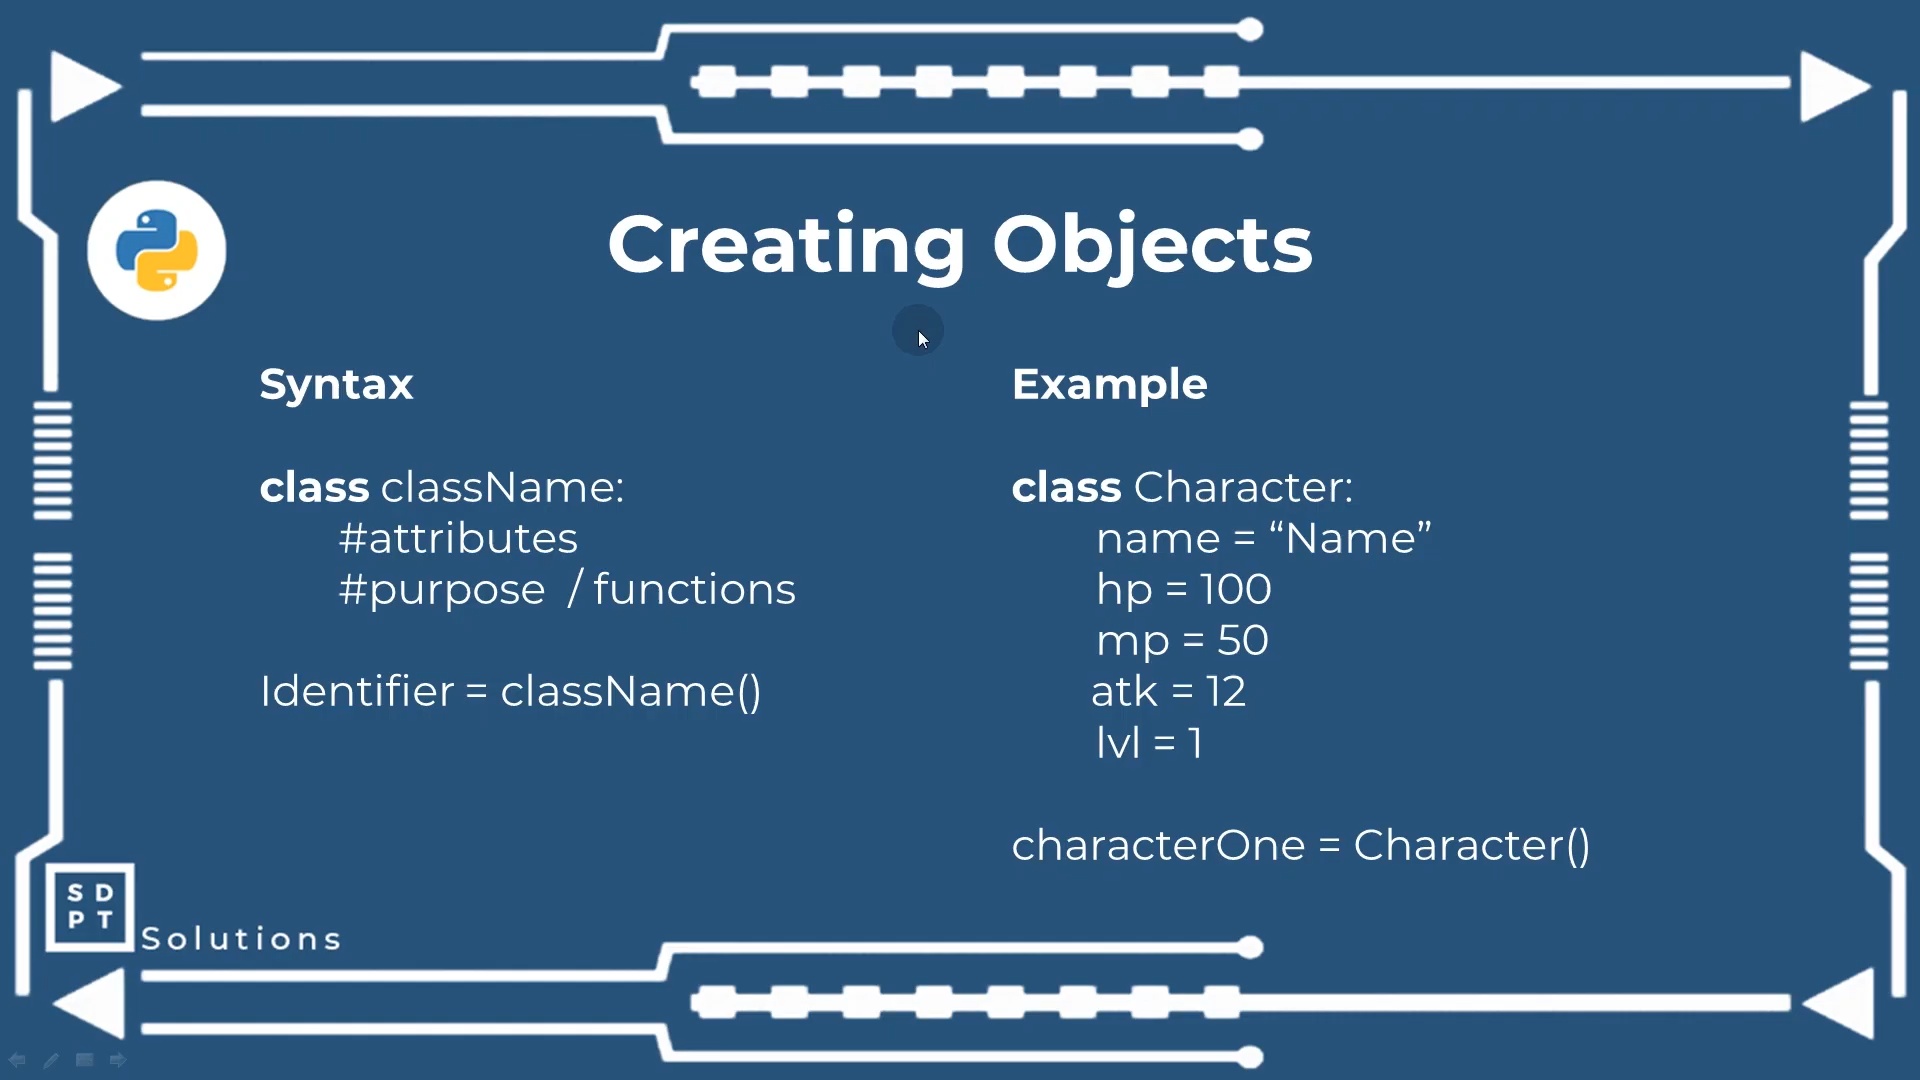 Creating Objects
Syntax
class className:
#attributes
#purpose / functions
Identifier = className()
Example
class Character:
name = “Name”
hp = 100
mp = 50
atk = 12
lvl = 1
characterOne = Character()
S D
P T
Solutions